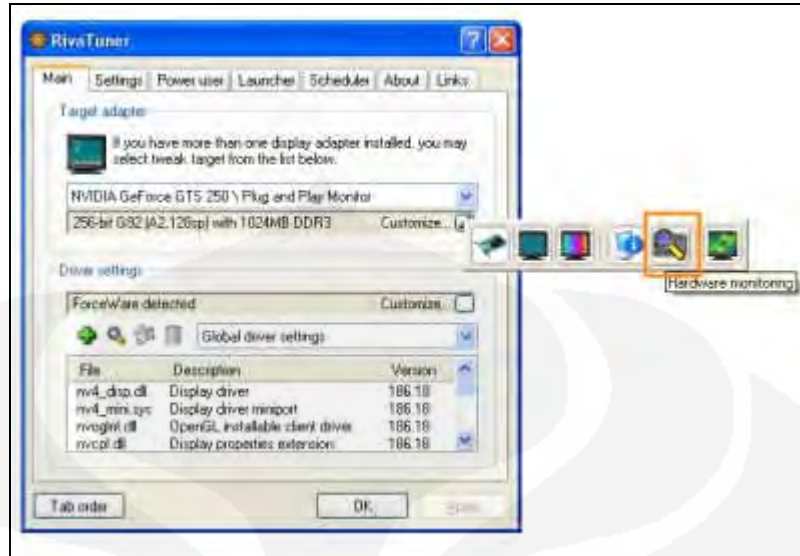 RivaTuner
Main Settings Power user Launcher Scheduler About Links
Target adapter
If you have more than one display adapter installed, you may
select tweak target from the list below.
NVIDIA GeForce GTS 250 \ Plug and Play Monitor
256-bit G92 (A2,128sp) with 1024MB DDR3 Customize...
Hardware monitoring
Driver settings
ForceWare detected Customize...
Global driver settings
File Description Version
nv4_disp.dll Display driver 186.18
nv4_mini.sys Display driver miniport 186.18
nvoglnt.dll OpenGL installable client driver 186.18
nvcpl.dll Display properties extension 186.18
Tab order OK